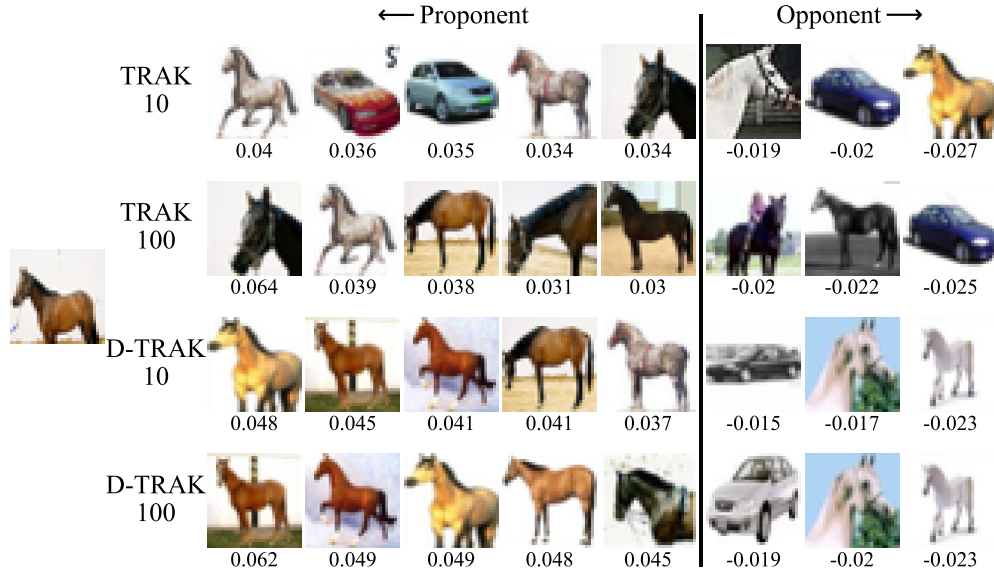 ← Proponent
Opponent →
TRAK
10
0.04 0.036 0.035 0.034 0.034 -0.019 -0.02 -0.027
TRAK
100
0.064 0.039 0.038 0.031 0.03 -0.02 -0.022 -0.025
D-TRAK
10
0.048 0.045 0.041 0.041 0.037 -0.015 -0.017 -0.023
D-TRAK
100
0.062 0.049 0.049 0.048 0.045 -0.019 -0.02 -0.023